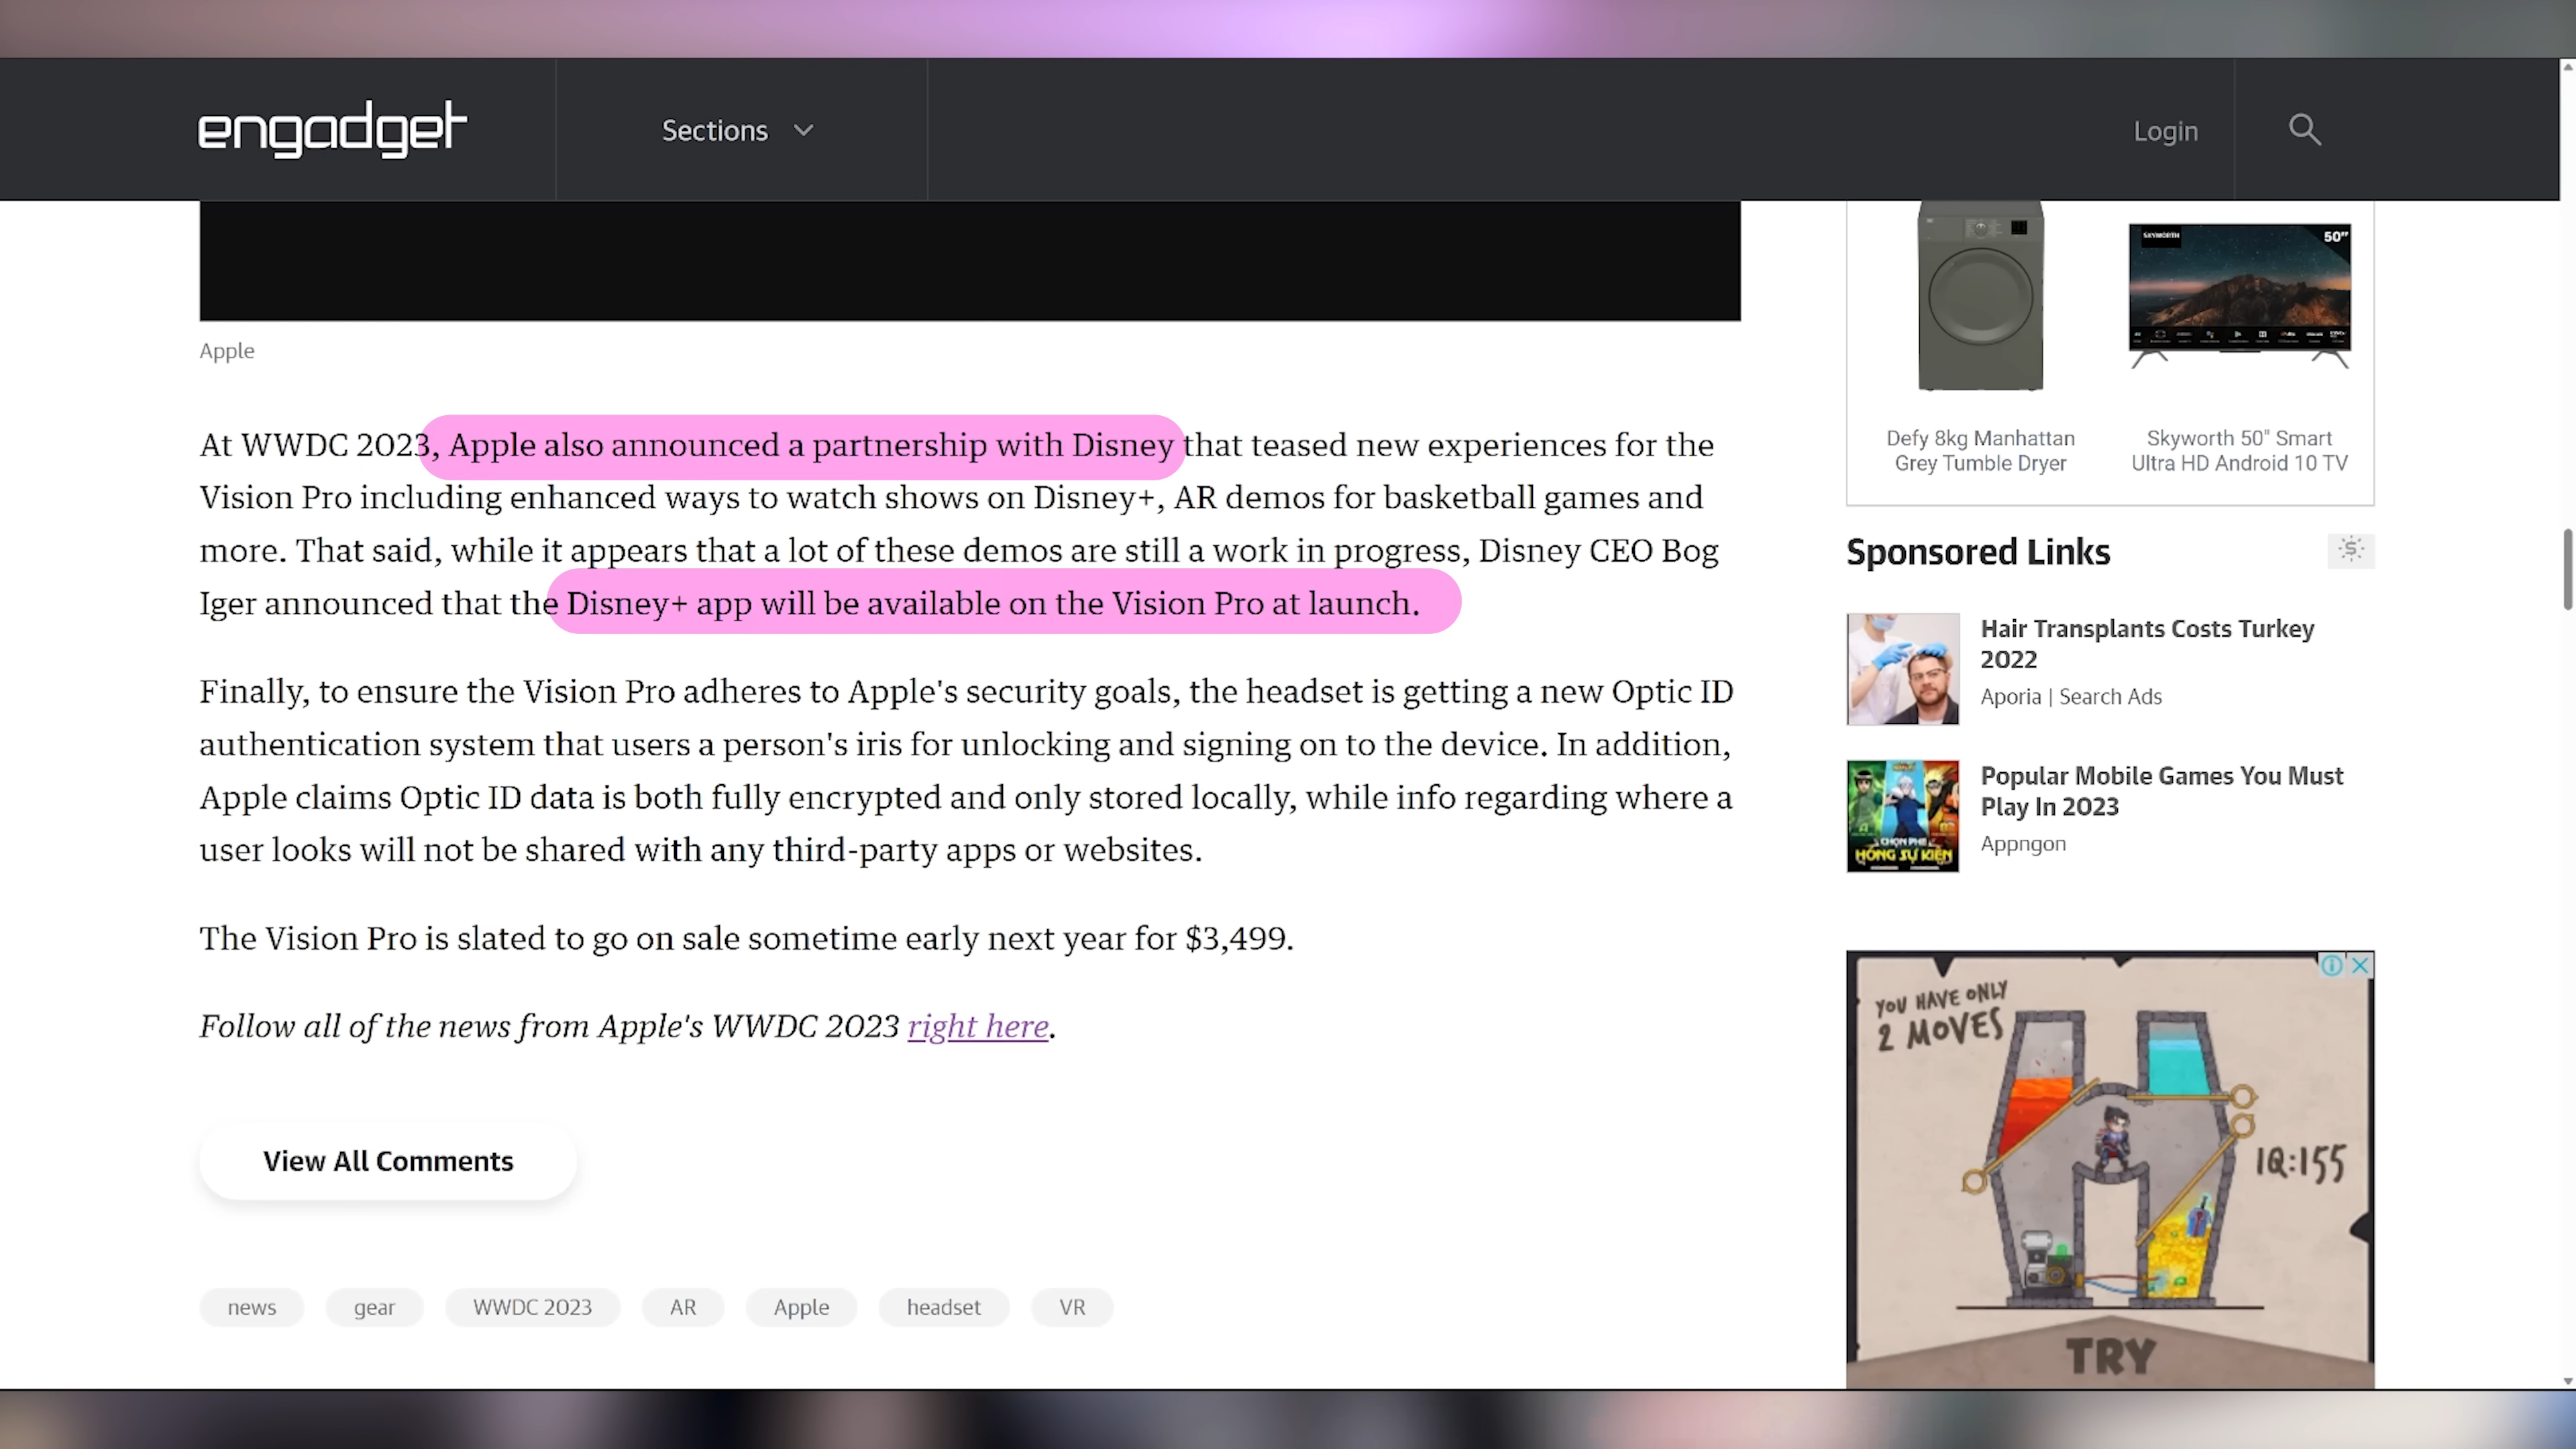 engadget
Sections
Login
Apple
At WWDC 2023, Apple also announced a partnership with Disney that teased new experiences for the
Vision Pro including enhanced ways to watch shows on Disney+, AR demos for basketball games and
more. That said, while it appears that a lot of these demos are still a work in progress, Disney CEO Bog
Iger announced that the Disney+ app will be available on the Vision Pro at launch.
Finally, to ensure the Vision Pro adheres to Apple's security goals, the headset is getting a new Optic ID
authentication system that users a person's iris for unlocking and signing on to the device. In addition,
Apple claims Optic ID data is both fully encrypted and only stored locally, while info regarding where a
user looks will not be shared with any third-party apps or websites.
The Vision Pro is slated to go on sale sometime early next year for $3,499.
Follow all of the news from Apple's WWDC 2023 right here.
View All Comments
news
gear
WWDC 2023
AR
Apple
headset
VR
SKYWORTH
50"
Defy 8kg Manhattan
Grey Tumble Dryer
Skyworth 50" Smart
Ultra HD Android 10 TV
Sponsored Links
Hair Transplants Costs Turkey
2022
Aporia | Search Ads
CHỌN PHE
HÓNG SỰ KIỆN
Popular Mobile Games You Must
Play In 2023
Appngon
YOU HAVE ONLY
2 MOVES
IQ:155
TRY